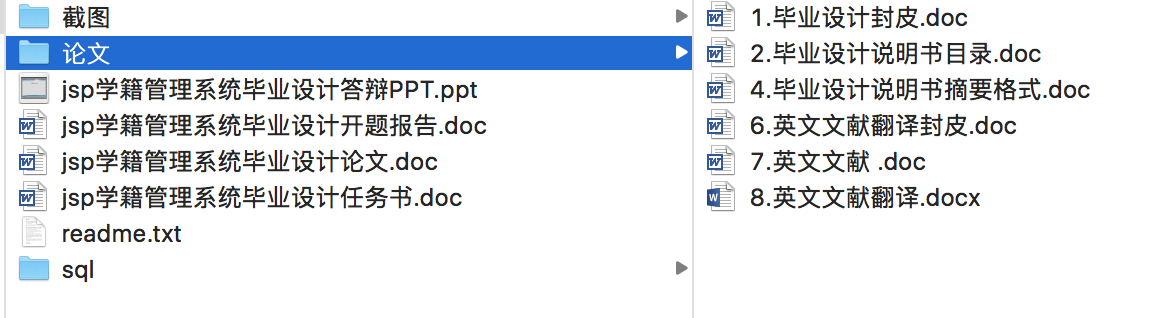 截图
论文
jsp学籍管理系统毕业设计答辩PPT.ppt
jsp学籍管理系统毕业设计开题报告.doc
jsp学籍管理系统毕业设计论文.doc
jsp学籍管理系统毕业设计任务书.doc
readme.txt
sql
1.毕业设计封皮.doc
2.毕业设计说明书目录.doc
4.毕业设计说明书摘要格式.doc
6.英文文献翻译封皮.doc
7.英文文献 .doc
8.英文文献翻译.docx